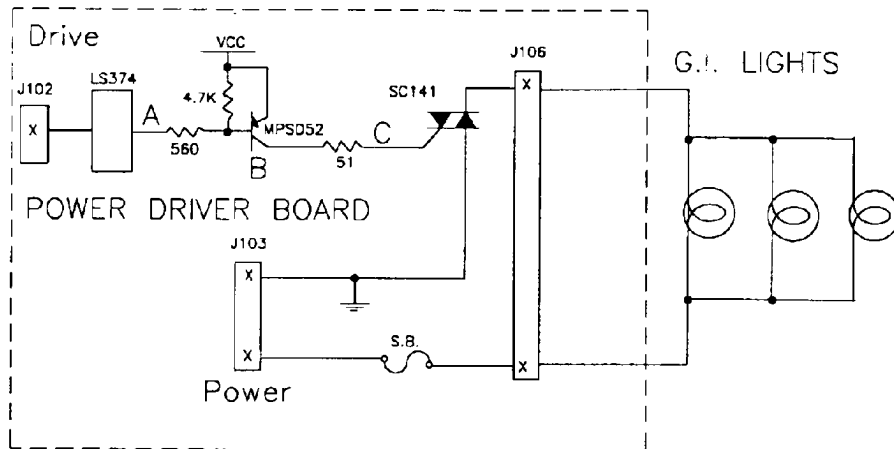 Drive
VCC
J106
G.I. LIGHTS
J102
LS374
SC141
4.7K
A
MPSD52
C
X
560
B
51
X
POWER DRIVER BOARD
J103
X
S.B.
X
X
Power